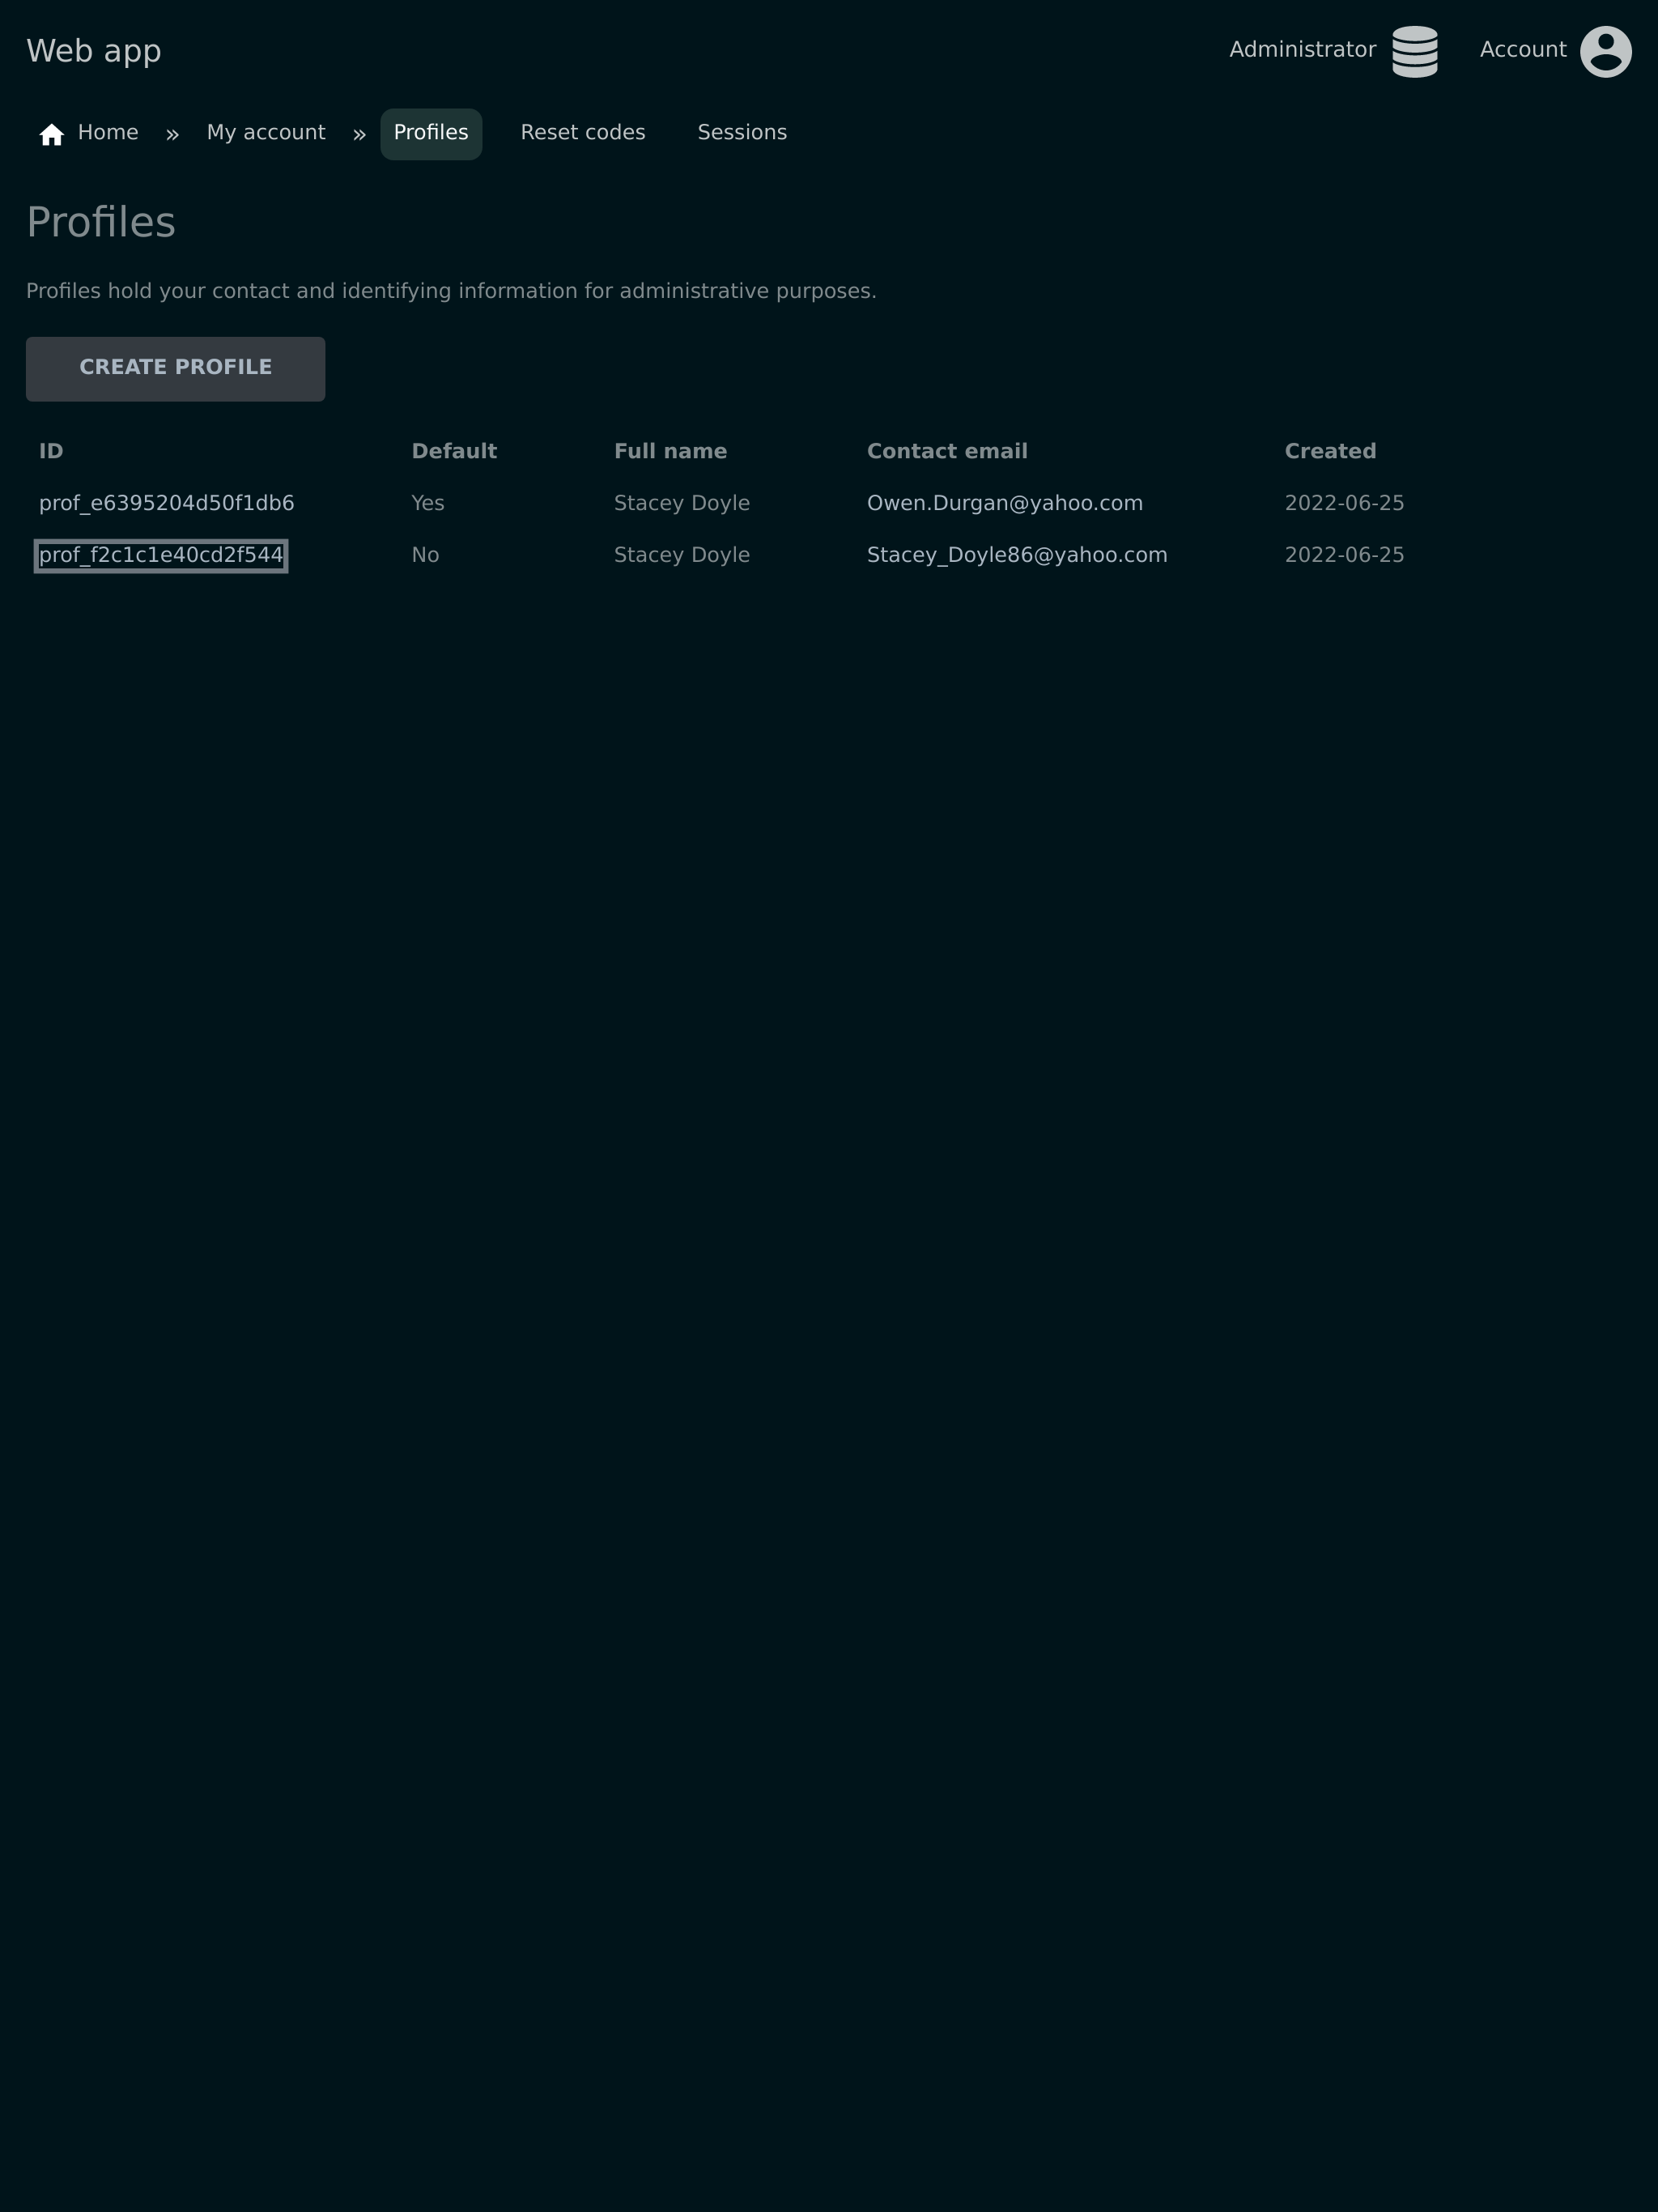 Web app
Administrator
Account
Home » My account » Profiles Reset codes Sessions
Profiles
Profiles hold your contact and identifying information for administrative purposes.
CREATE PROFILE
ID Default Full name Contact email Created
prof_e6395204d50f1db6 Yes Stacey Doyle Owen.Durgan@yahoo.com 2022-06-25
prof_f2c1c1e40cd2f544 No Stacey Doyle Stacey_Doyle86@yahoo.com 2022-06-25